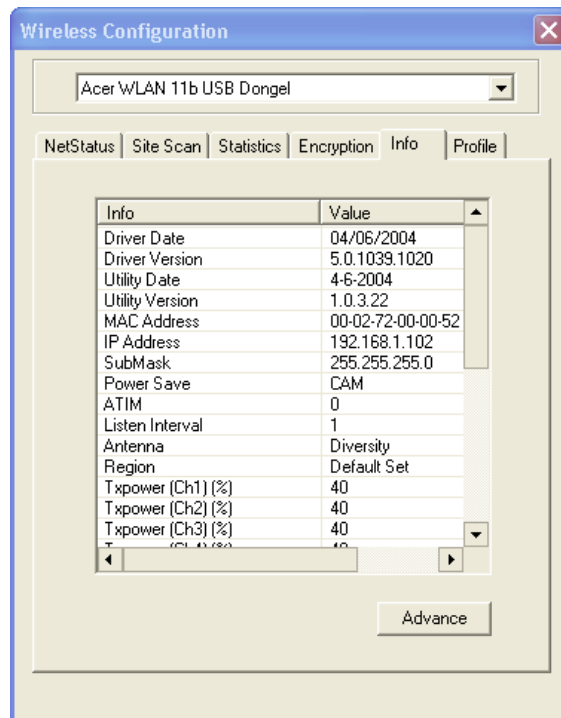 Wireless Configuration
Acer WLAN 11b USB Dongel
NetStatus Site Scan Statistics Encryption Info Profile
Info Value
Driver Date 04/06/2004
Driver Version 5.0.1039.1020
Utility Date 4-6-2004
Utility Version 1.0.3.22
MAC Address 00-02-72-00-00-52
IP Address 192.168.1.102
SubMask 255.255.255.0
Power Save CAM
ATIM 0
Listen Interval 1
Antenna Diversity
Region Default Set
Txpower (Ch1) (%) 40
Txpower (Ch2) (%) 40
Txpower (Ch3) (%) 40
Advance